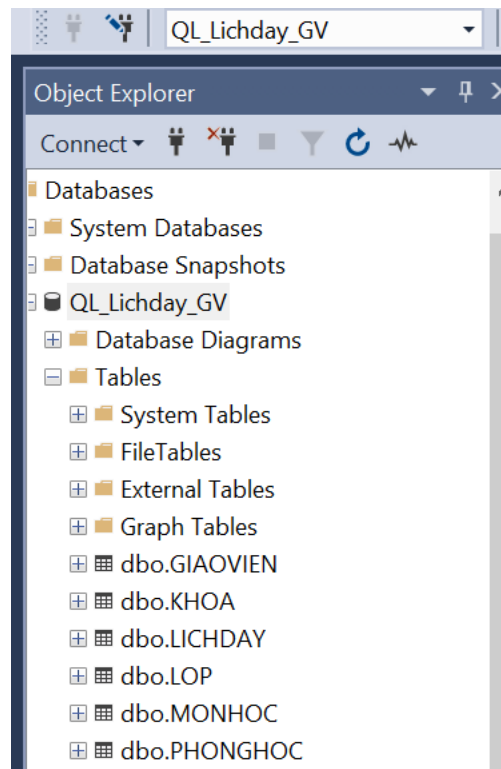 QL_Lichday_GV
Object Explorer
Connect
Databases
System Databases
Database Snapshots
QL_Lichday_GV
Database Diagrams
Tables
System Tables
FileTables
External Tables
Graph Tables
dbo.GIAOVIEN
dbo.KHOA
dbo.LICHDAY
dbo.LOP
dbo.MONHOC
dbo.PHONGHOC